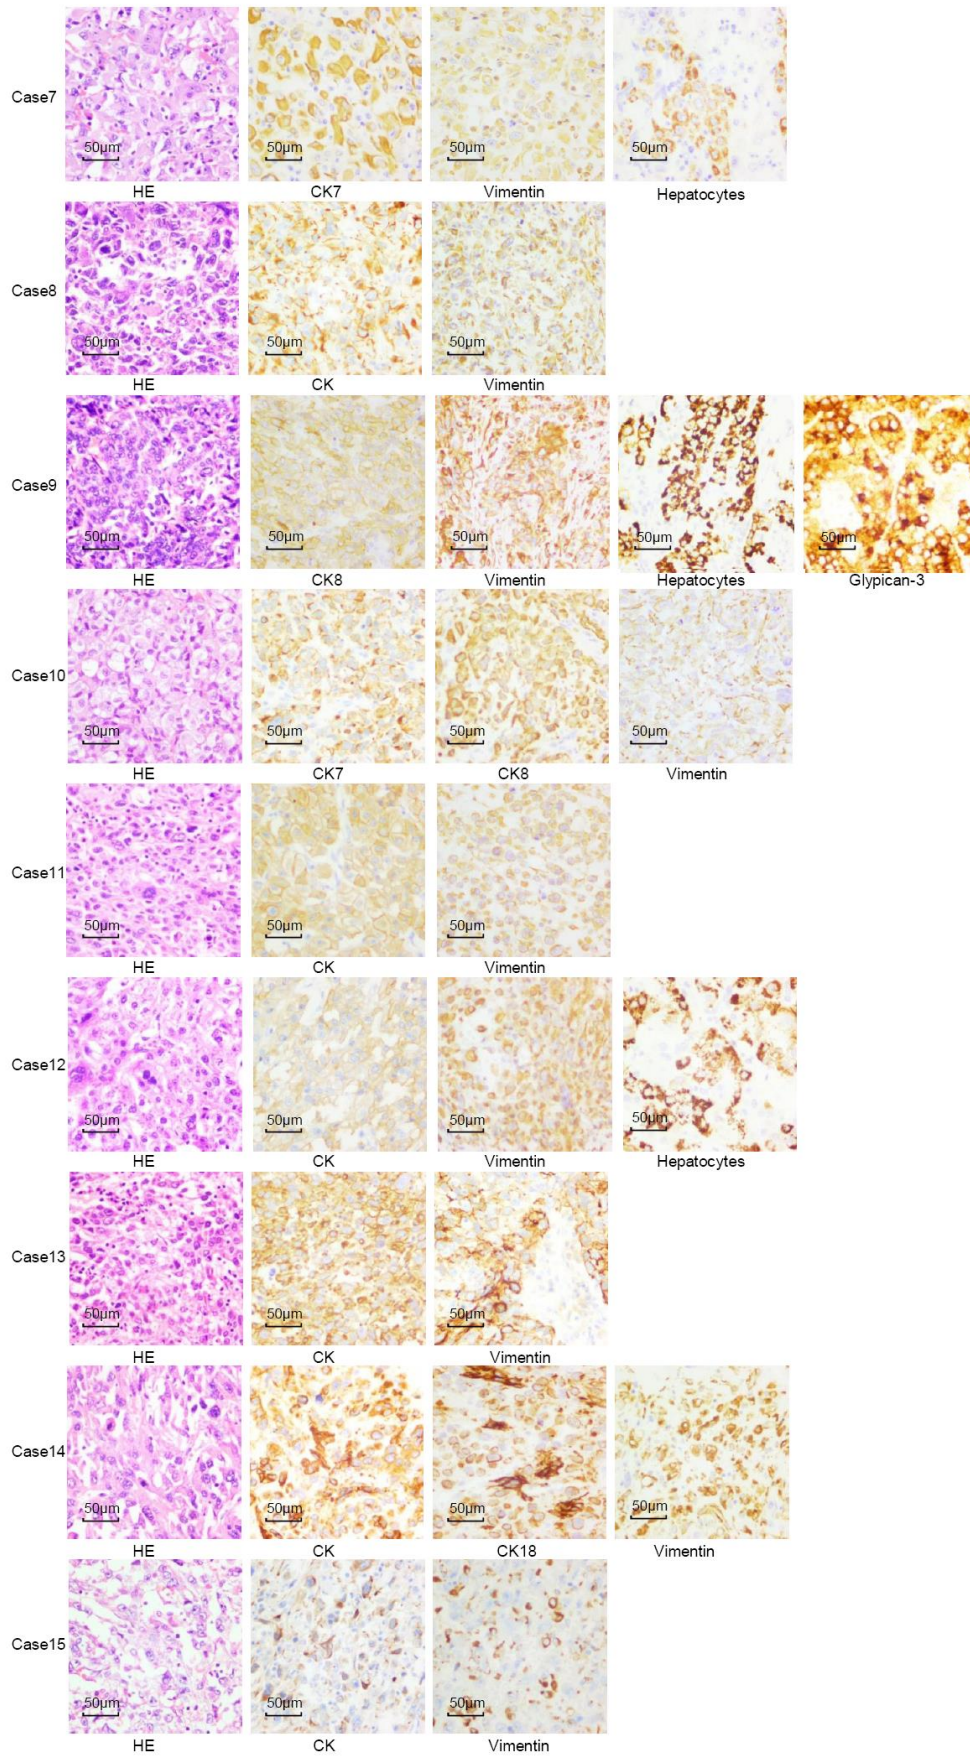 Case7
50μm 50μm 50μm 50μm
HE CK7 Vimentin Hepatocytes
Case8
50μm 50μm 50μm
HE CK Vimentin
Case9
50μm 50μm 50μm 50μm 50μm
HE CK8 Vimentin Hepatocytes Glypican-3
Case10
50μm 50μm 50μm 50μm
HE CK7 CK8 Vimentin
Case11
50μm 50μm 50μm
HE CK Vimentin
Case12
50μm 50μm 50μm 50μm
HE CK Vimentin Hepatocytes
Case13
50μm 50μm 50μm
HE CK Vimentin
Case14
50μm 50μm 50μm 50μm
HE CK CK18 Vimentin
Case15
50μm 50μm 50μm
HE CK Vimentin